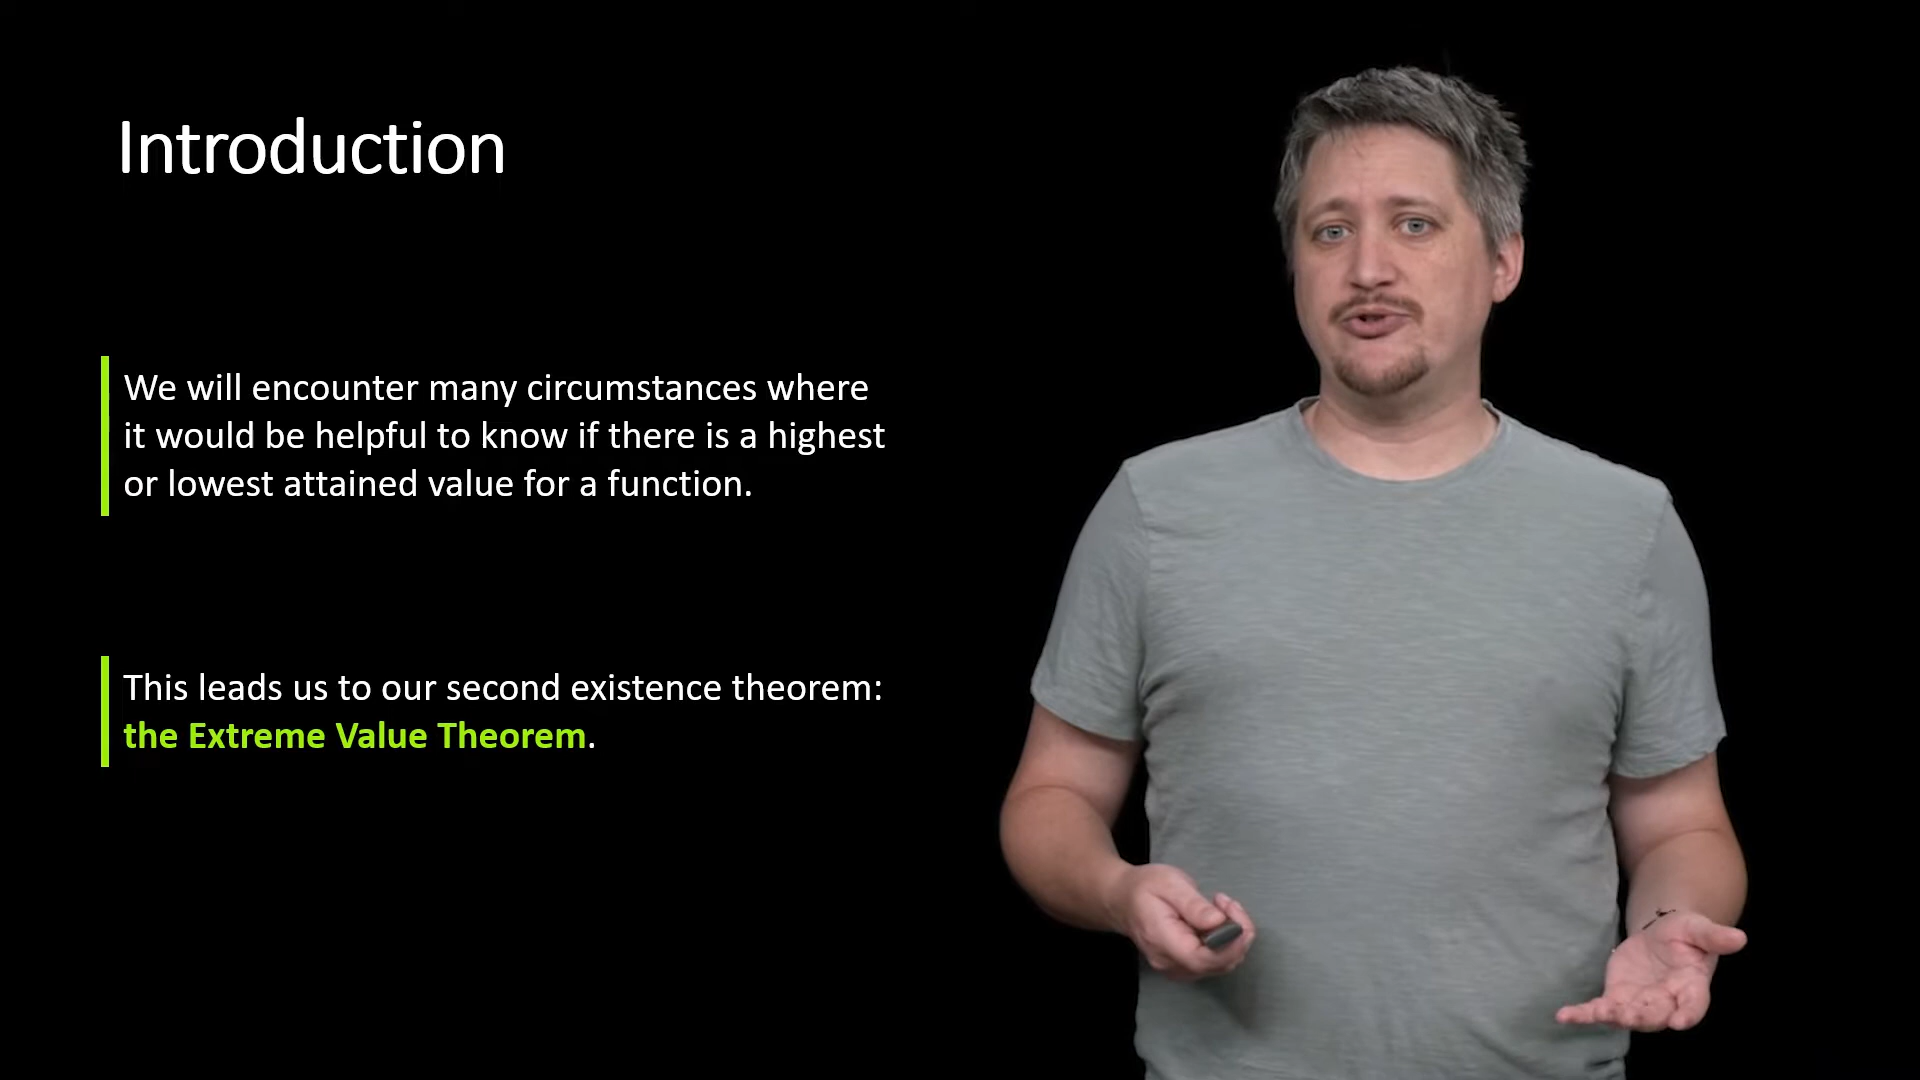 Introduction
We will encounter many circumstances where
it would be helpful to know if there is a highest
or lowest attained value for a function.
This leads us to our second existence theorem:
the Extreme Value Theorem.